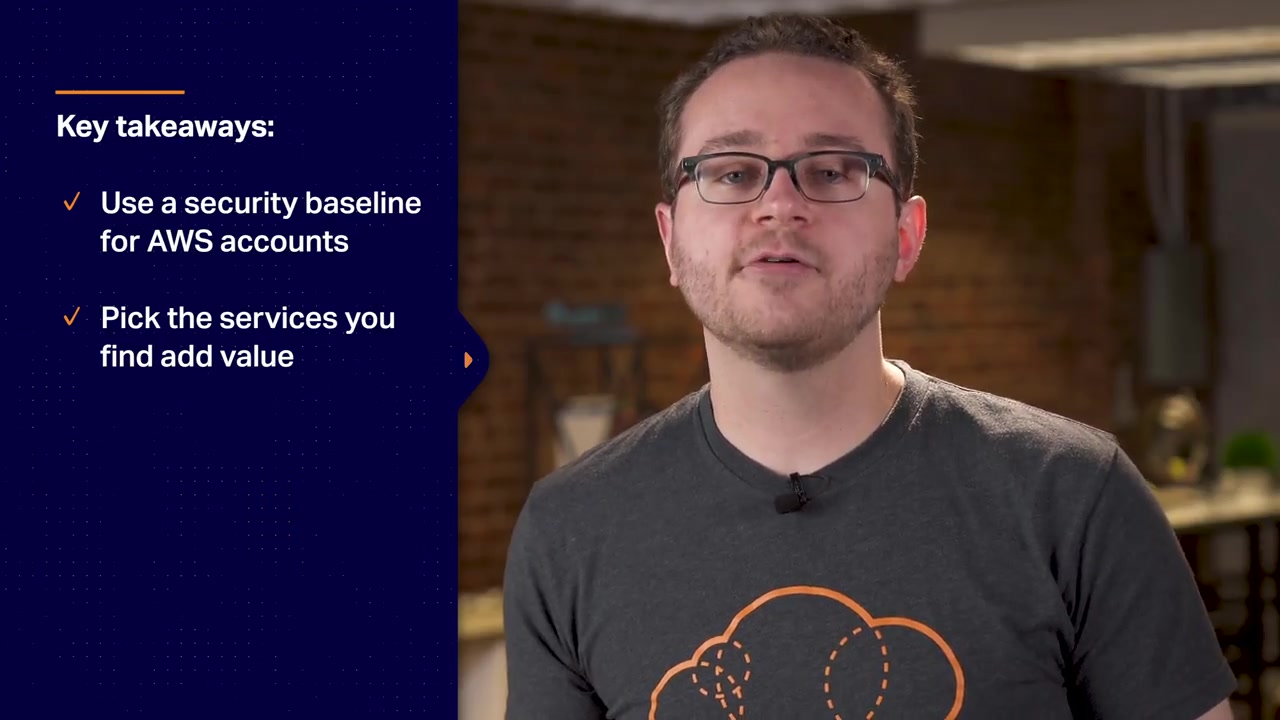 Key takeaways:
Use a security baseline
for AWS accounts
Pick the services you
find add value